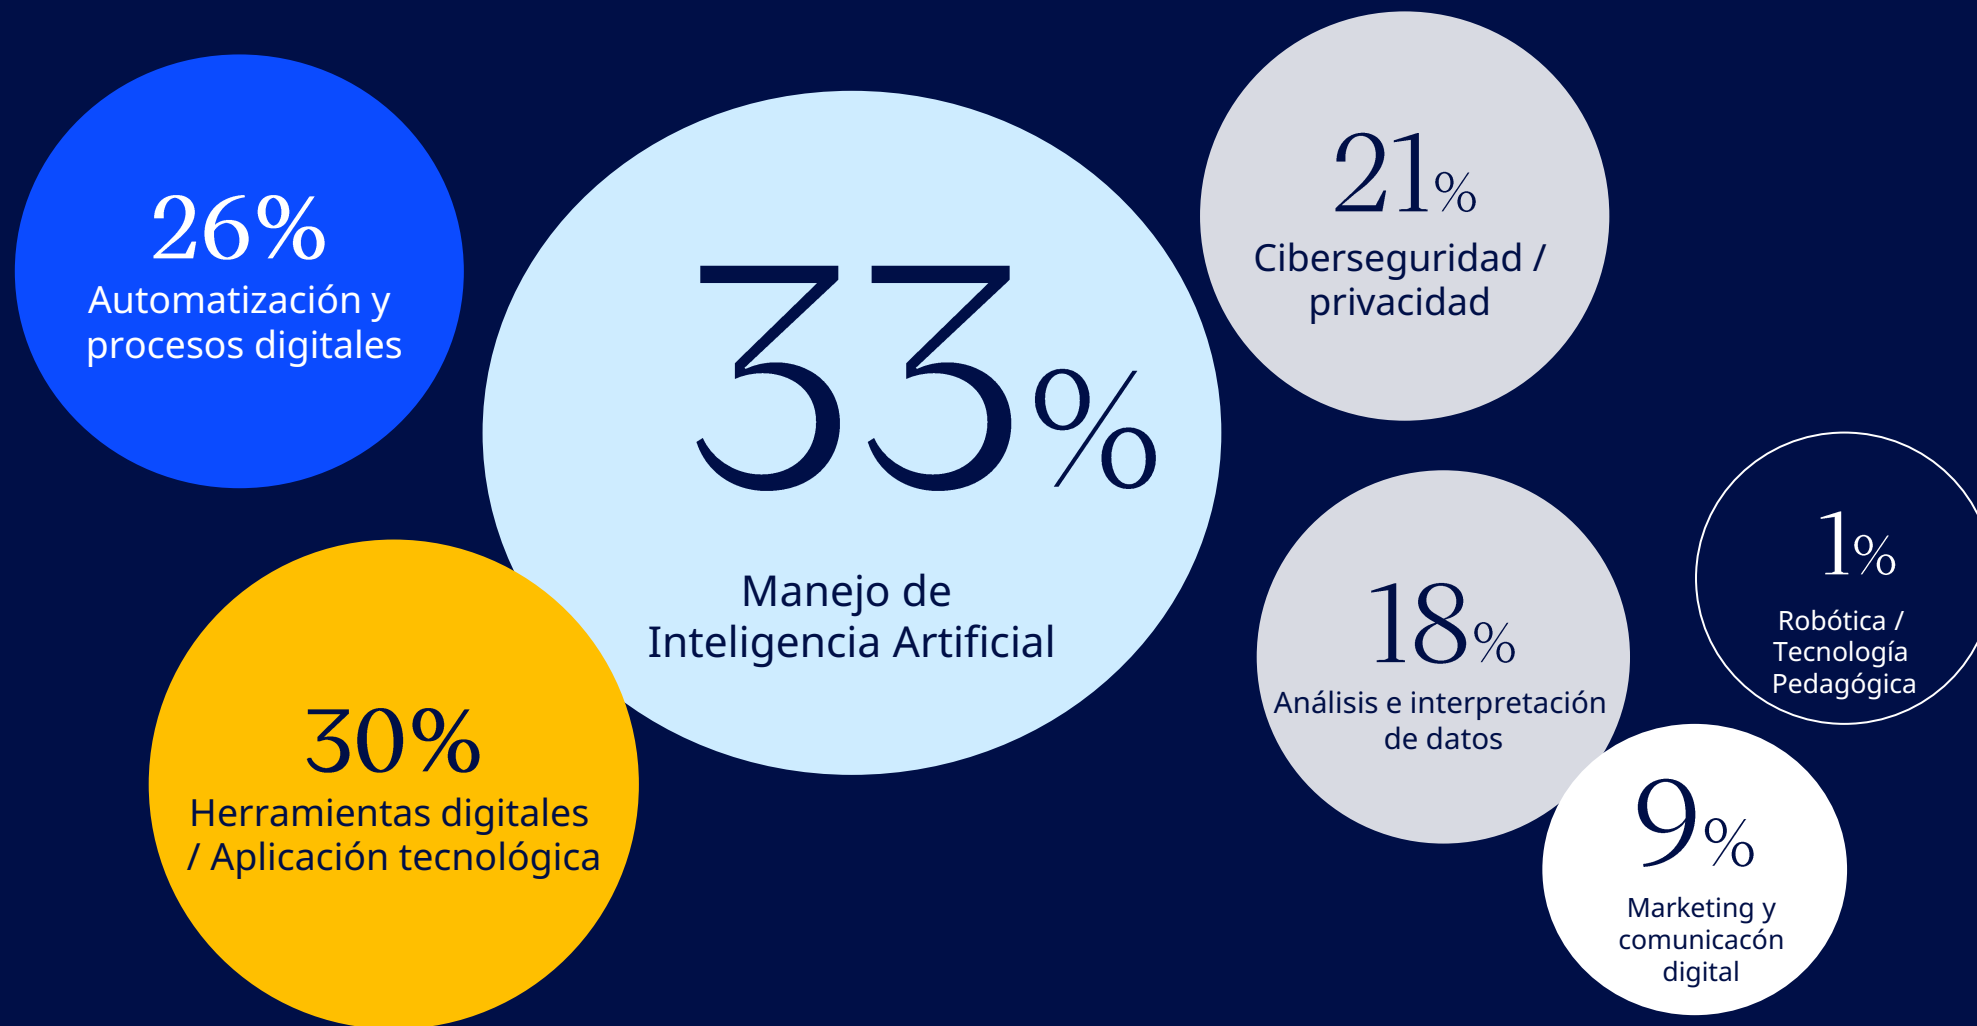 26%
Automatización y
procesos digitales
33%
Manejo de
Inteligencia Artificial
21%
Ciberseguridad /
privacidad
30%
Herramientas digitales
/ Aplicación tecnológica
18%
Análisis e interpretación
de datos
1%
Robótica /
Tecnología
Pedagógica
9%
Marketing y
comunicacón
digital